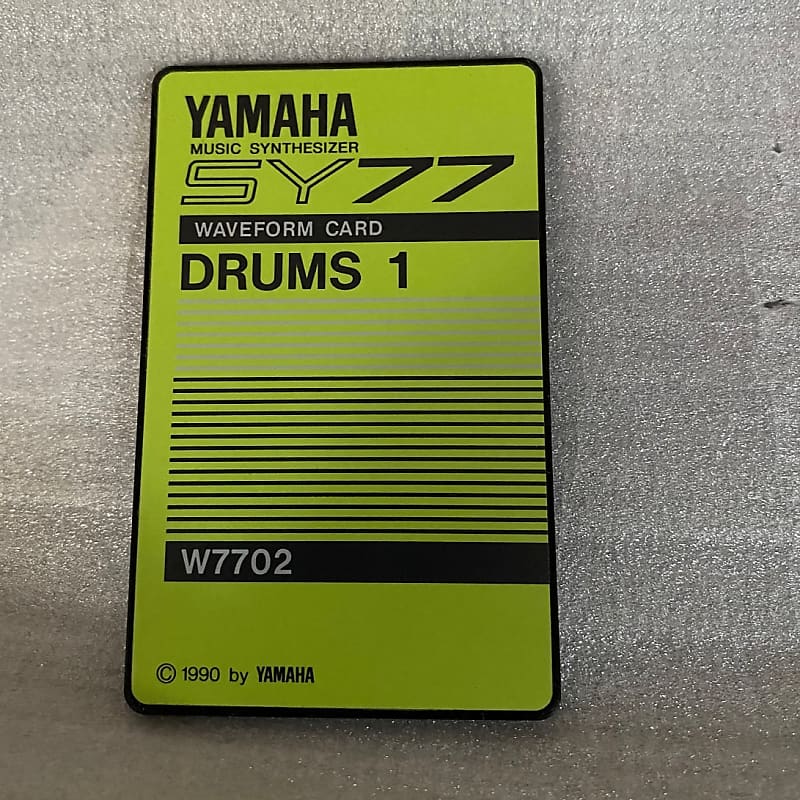 YAMAHA
MUSIC SYNTHESIZER
SY77
WAVEFORM CARD
DRUMS 1
W7702
© 1990 by YAMAHA